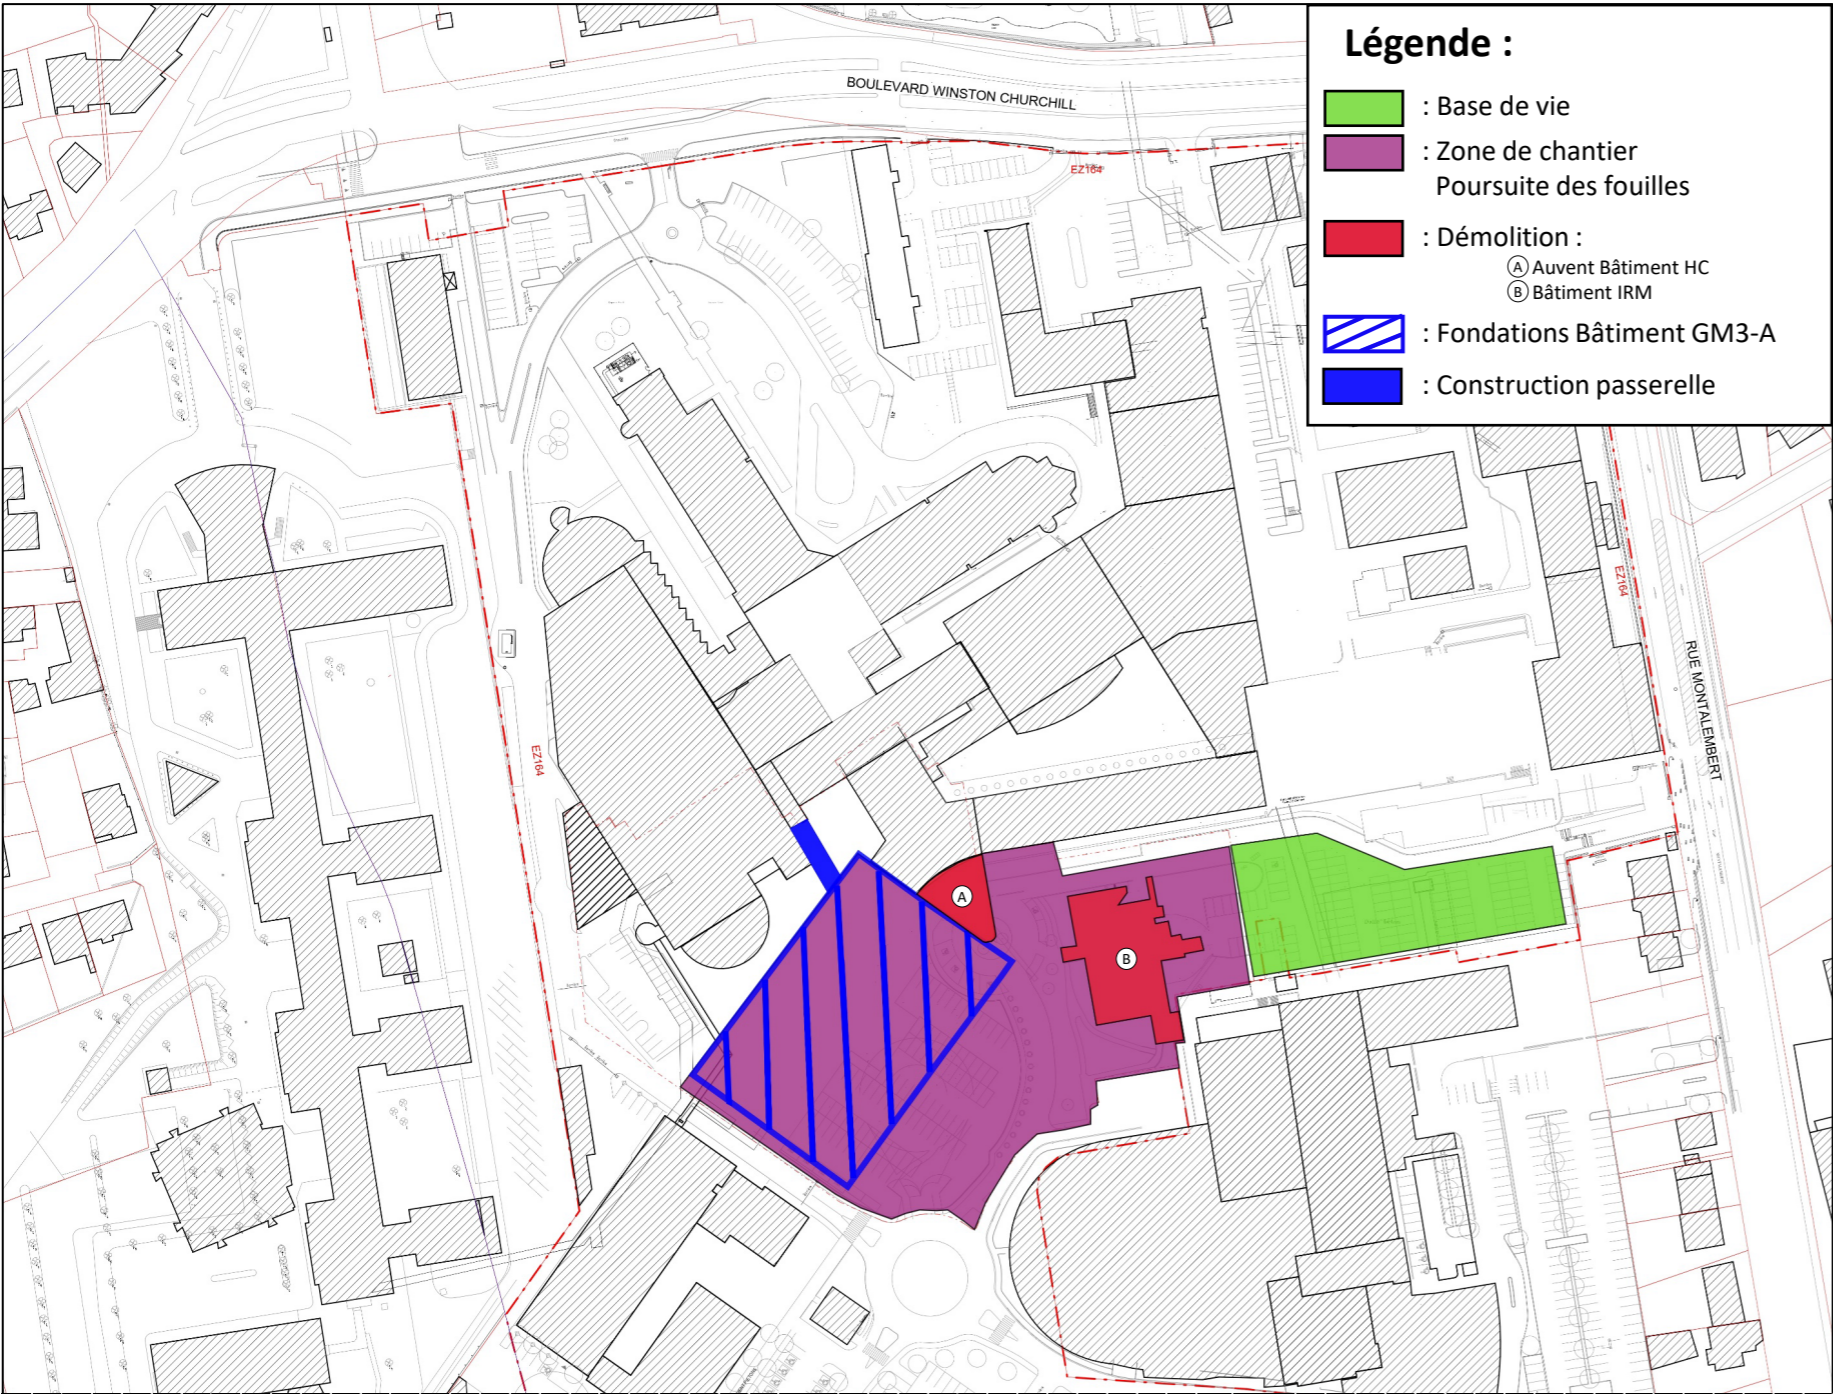 BOULEVARD WINSTON CHURCHILL
Légende :
: Base de vie
: Zone de chantier
Poursuite des fouilles
: Démolition :
A Auvent Bâtiment HC
B Bâtiment IRM
: Fondations Bâtiment GM3-A
: Construction passerelle
EZ164
EZ164
RUE MONTALEMBERT
EZ164
A
B